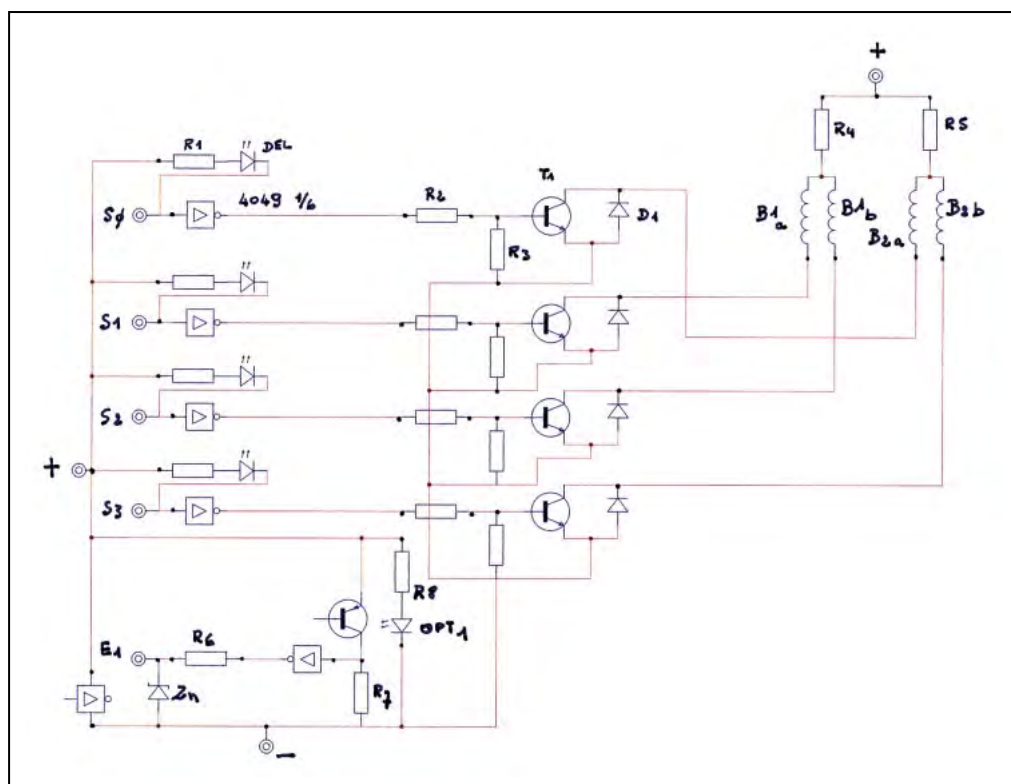 +
R4
R5
R1
DEL
T1
Sϕ
4049 1/6
R2
D1
B1a
B1b
B2a
B2b
R3
S1
S2
+
S3
R8
OPT1
E1
R6
Zn
R7
-